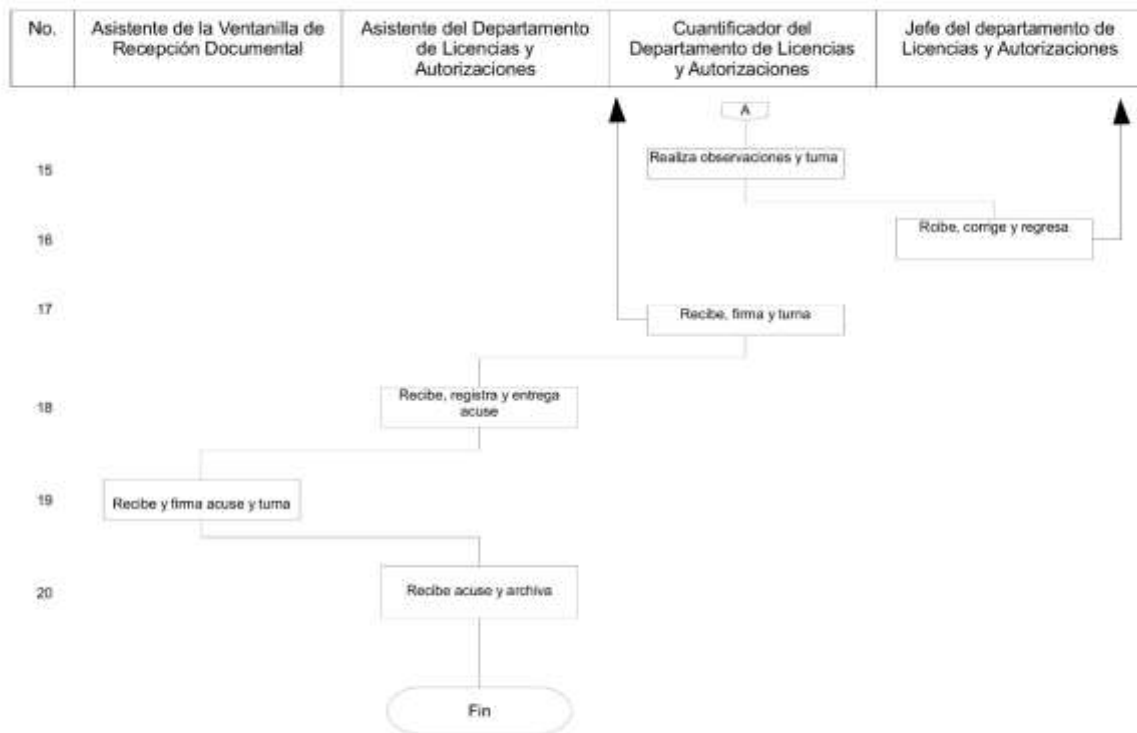 No.
Asistente de la Ventanilla de
Recepción Documental
Asistente del Departamento
de Licencias y
Autorizaciones
Cuantificador del
Departamento de Licencias
y Autorizaciones
Jefe del departamento de
Licencias y Autorizaciones
A
15
Realiza observaciones y turna
16
Rcibe, corrige y regresa
17
Recibe, firma y turna
18
Recibe, registra y entrega
acuse
19
Recibe y firma acuse y turna
20
Recibe acuse y archiva
Fin